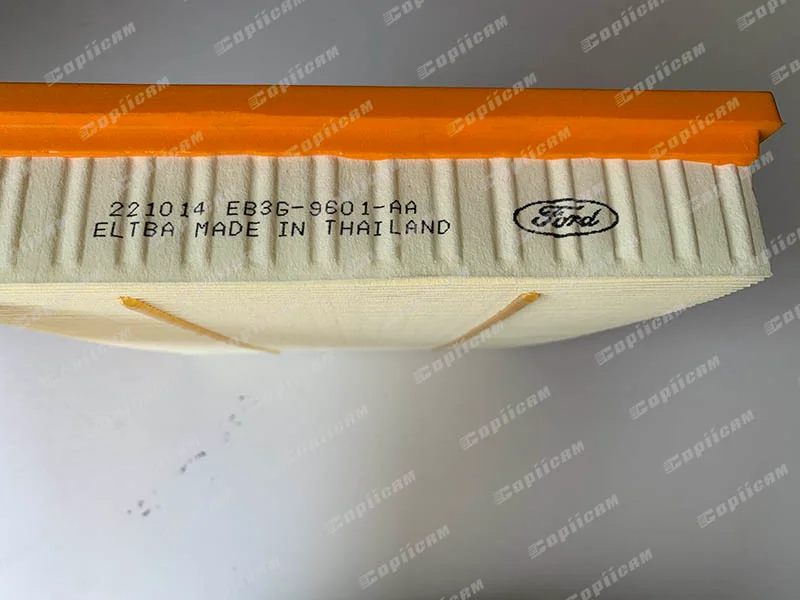 221014 EB3G-9601-AA
ELTBA MADE IN THAILAND
Ford
Copiicam